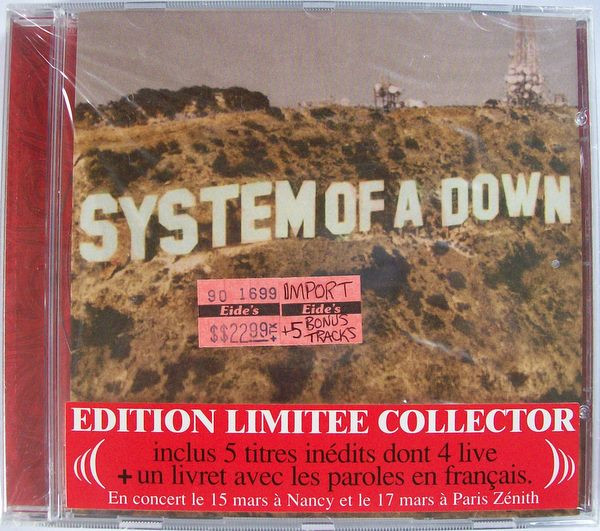 SYSTEM OF A DOWN
90 1699 IMPORT
Eide's Eide's
$$22.99 +5 BONUS TRACKS
EDITION LIMITEE COLLECTOR
inclus 5 titres inédits dont 4 live
+ un livret avec les paroles en français.
En concert le 15 mars à Nancy et le 17 mars à Paris Zénith